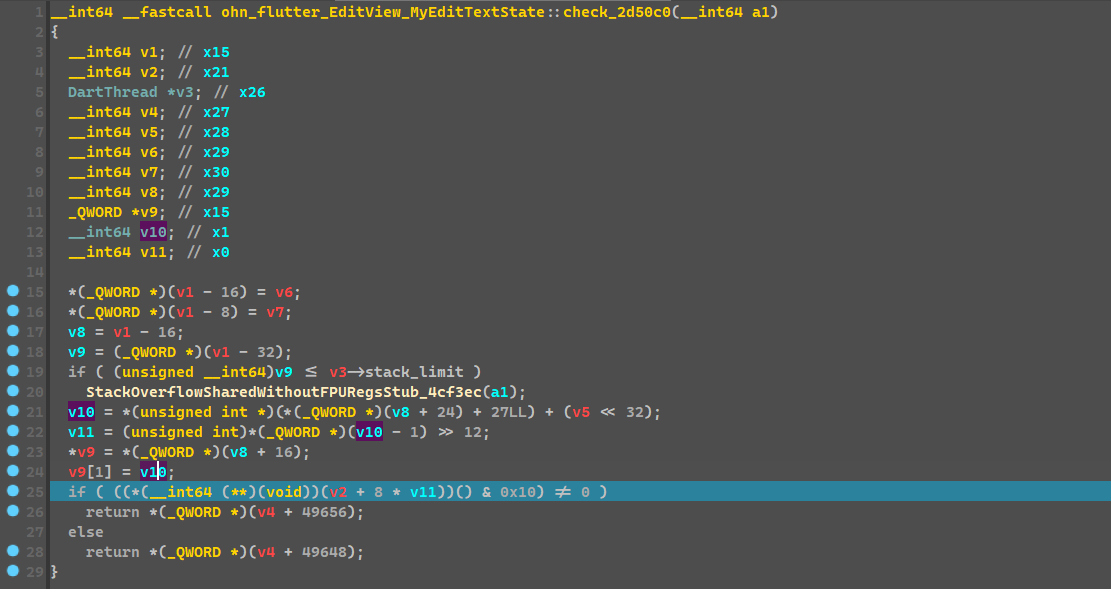 1 __int64 __fastcall ohn_flutter_EditView_MyEditTextState::check_2d50c0(__int64 a1)
2 {
3 __int64 v1; // x15
4 __int64 v2; // x21
5 DartThread *v3; // x26
6 __int64 v4; // x27
7 __int64 v5; // x28
8 __int64 v6; // x29
9 __int64 v7; // x30
10 __int64 v8; // x29
11 _QWORD *v9; // x15
12 __int64 v10; // x1
13 __int64 v11; // x0
14
15 *(_QWORD *)(v1 - 16) = v6;
16 *(_QWORD *)(v1 - 8) = v7;
17 v8 = v1 - 16;
18 v9 = (_QWORD *)(v1 - 32);
19 if ( (unsigned __int64)v9 <= v3->stack_limit )
20 StackOverflowSharedWithoutFPURegsStub_4cf3ec(a1);
21 v10 = *(unsigned int *)(*(_QWORD *)(v8 + 24) + 27LL) + (v5 << 32);
22 v11 = (unsigned int)*(_QWORD *)(v10 - 1) >> 12;
23 *v9 = *(_QWORD *)(v8 + 16);
24 v9[1] = v10;
25 if ( ((*(__int64 (**)(void))(v2 + 8 * v11))() & 0x10) != 0 )
26 return *(_QWORD *)(v4 + 49656);
27 else
28 return *(_QWORD *)(v4 + 49648);
29 }